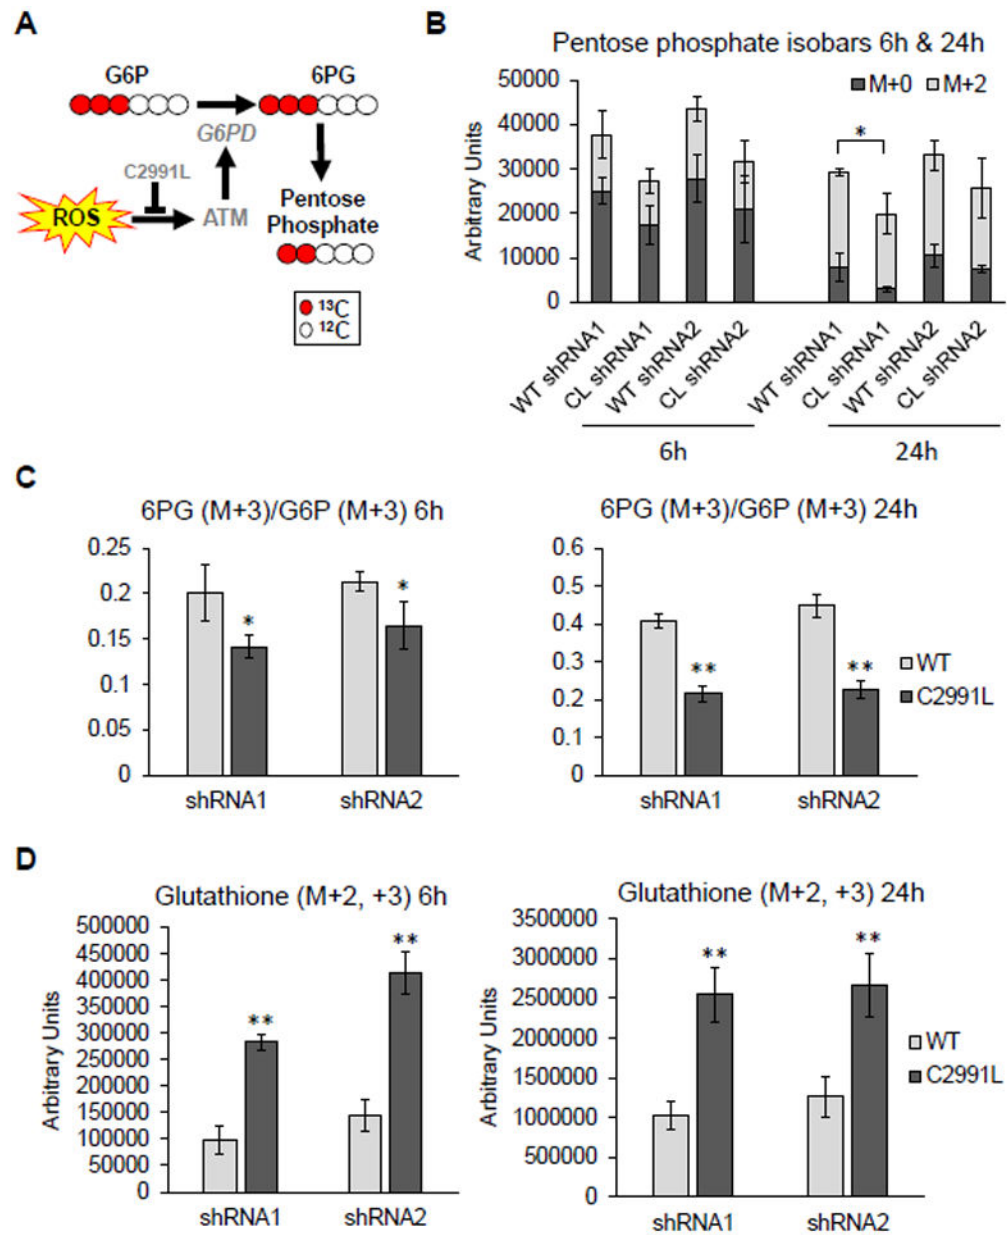 A
G6P
6PG
G6PD
C2991L
ROS
ATM
Pentose
Phosphate
13C
12C
B
Pentose phosphate isobars 6h & 24h
M+0
M+2
Arbitrary Units
50000
40000
30000
20000
10000
0
*
WT shRNA1
CL shRNA1
WT shRNA2
CL shRNA2
WT shRNA1
CL shRNA1
WT shRNA2
CL shRNA2
6h
24h
C
6PG (M+3)/G6P (M+3) 6h
0.25
0.2
0.15
0.1
0.05
0
*
*
shRNA1
shRNA2
6PG (M+3)/G6P (M+3) 24h
0.6
0.5
0.4
0.3
0.2
0.1
0
**
**
shRNA1
shRNA2
WT
C2991L
D
Glutathione (M+2, +3) 6h
Arbitrary Units
500000
450000
400000
350000
300000
250000
200000
150000
100000
50000
0
**
**
shRNA1
shRNA2
Glutathione (M+2, +3) 24h
Arbitrary Units
3500000
3000000
2500000
2000000
1500000
1000000
500000
0
**
**
shRNA1
shRNA2
WT
C2991L